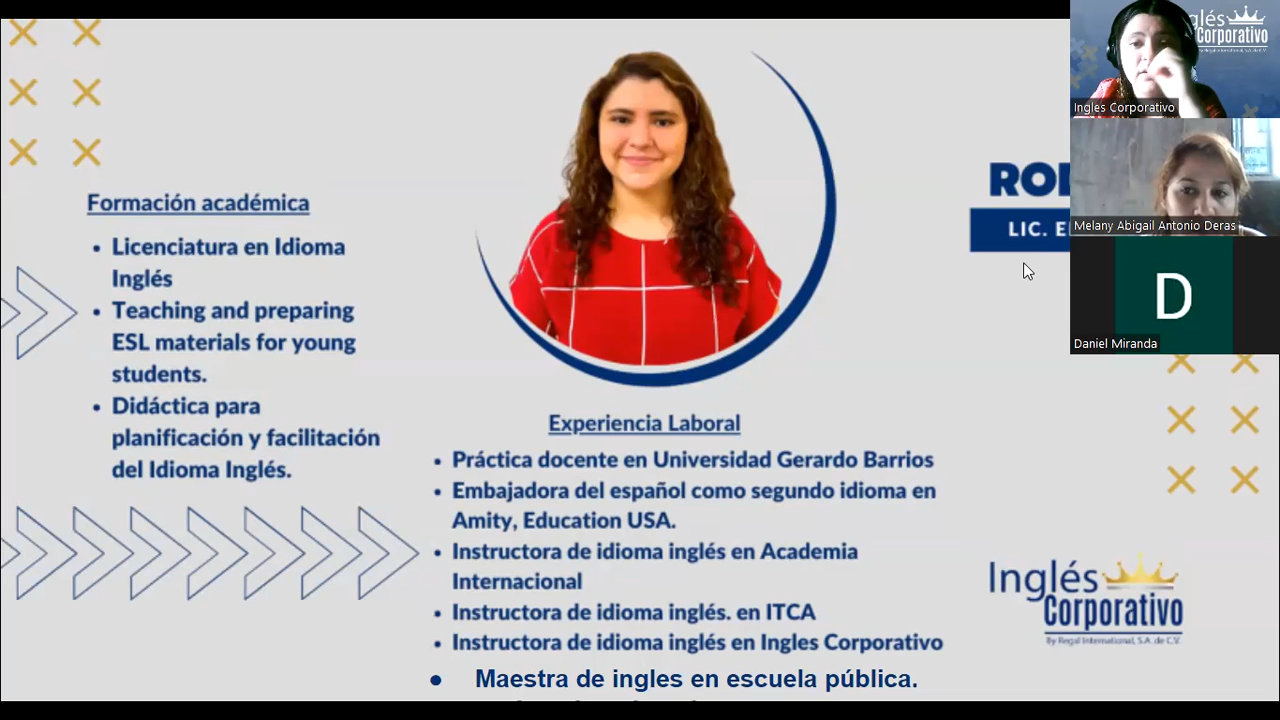 Formación académica
Licenciatura en Idioma
Inglés
Teaching and preparing
ESL materials for young
students.
Didáctica para
planificación y facilitación
del Idioma Inglés.
Experiencia Laboral
Práctica docente en Universidad Gerardo Barrios
Embajadora del español como segundo idioma en
Amity, Education USA.
Instructora de idioma inglés en Academia
Internacional
Instructora de idioma inglés. en ITCA
Instructora de idioma inglés en Ingles Corporativo
Maestra de ingles en escuela pública.
LIC.
Inglés
Corporativo
By Regal International, S.A. de C.V.
Corporativo
Ingles Corporativo
Melany Abigail Antonio Deras
D
Daniel Miranda